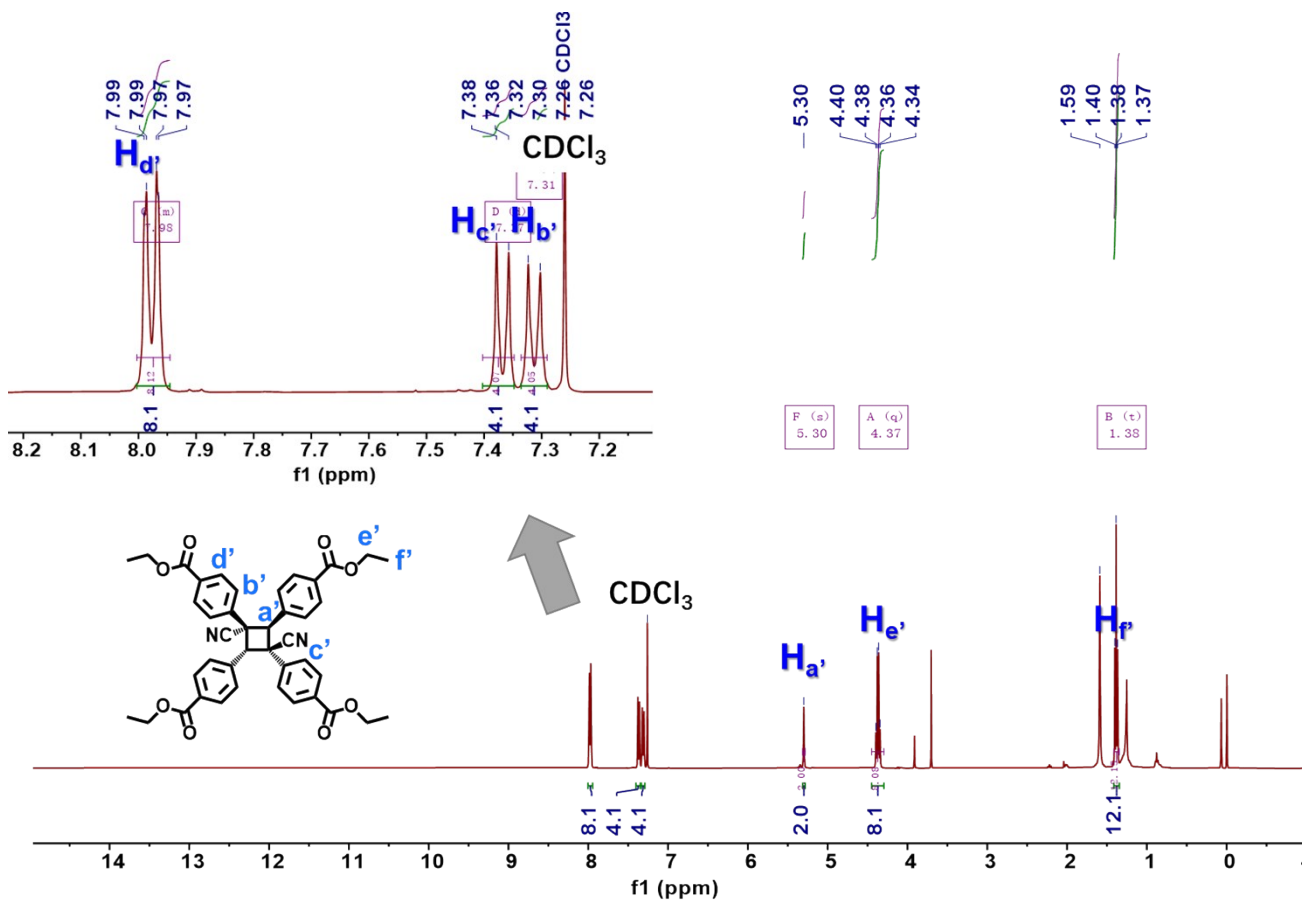 7.99
7.99
7.97
7.97
7.38
7.36
7.32
7.30
7.26 CDCl3
7.26
5.30
4.40
4.38
4.36
4.34
1.59
1.40
1.38
1.37
Hd'
CDCl3
7.31
7.98
Hc'
Hb'
D
8.12
4.07
4.05
8.1
4.1
4.1
8.2 8.1 8.0 7.9 7.8 7.7 7.6 7.5 7.4 7.3 7.2
f1 (ppm)
F (s)
5.30
A (q)
4.37
B (t)
1.38
O
O
d'
b'
a'
NC
CN
c'
O
O
e'
f'
O
O
O
O
CDCl3
Ha'
He'
Hf'
8.1
4.1
4.1
2.0
8.1
12.1
14 13 12 11 10 9 8 7 6 5 4 3 2 1 0
f1 (ppm)